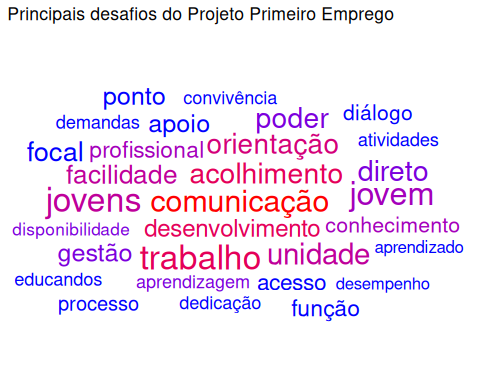 Principais desafios do Projeto Primeiro Emprego
ponto convivência
demandas apoio poder diálogo
focal profissional orientação atividades
facilidade acolhimento direto
jovens comunicação jovem
disponibilidade desenvolvimento conhecimento
gestão trabalho unidade aprendizado
educandos aprendizagem acesso desempenho
processo dedicação função